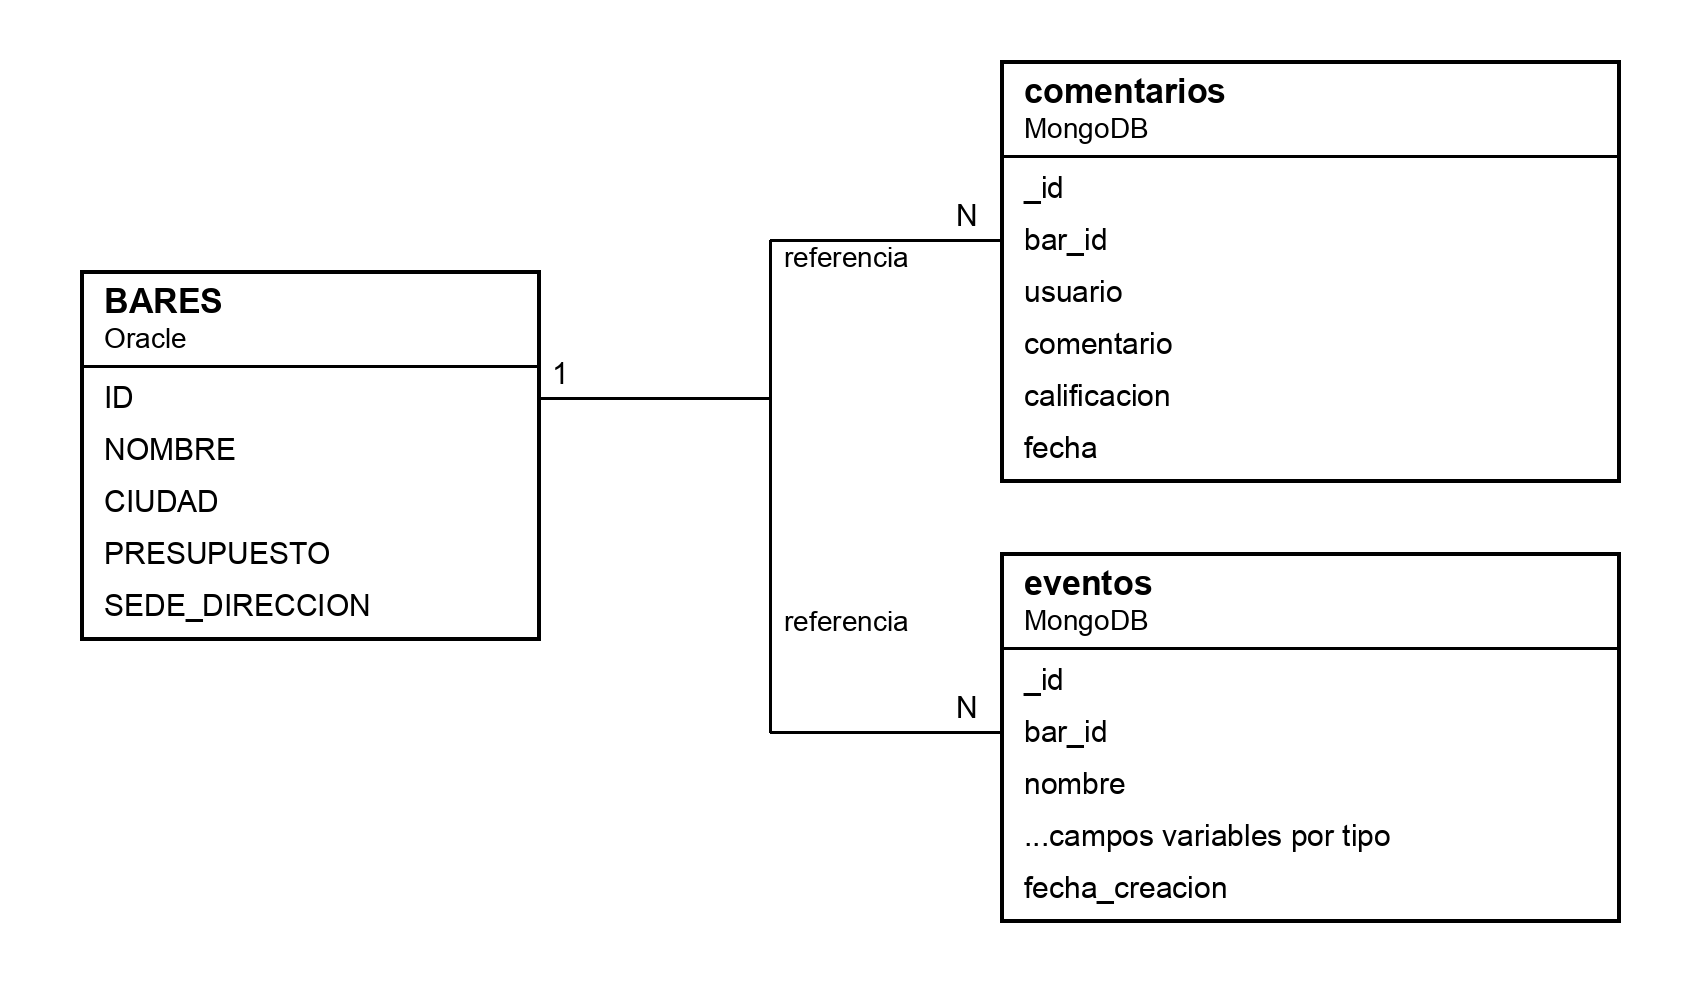 BARES
Oracle
ID
NOMBRE
CIUDAD
PRESUPUESTO
SEDE_DIRECCION
1
N
referencia
referencia
N
comentarios
MongoDB
_id
bar_id
usuario
comentario
calificacion
fecha
eventos
MongoDB
_id
bar_id
nombre
...campos variables por tipo
fecha_creacion